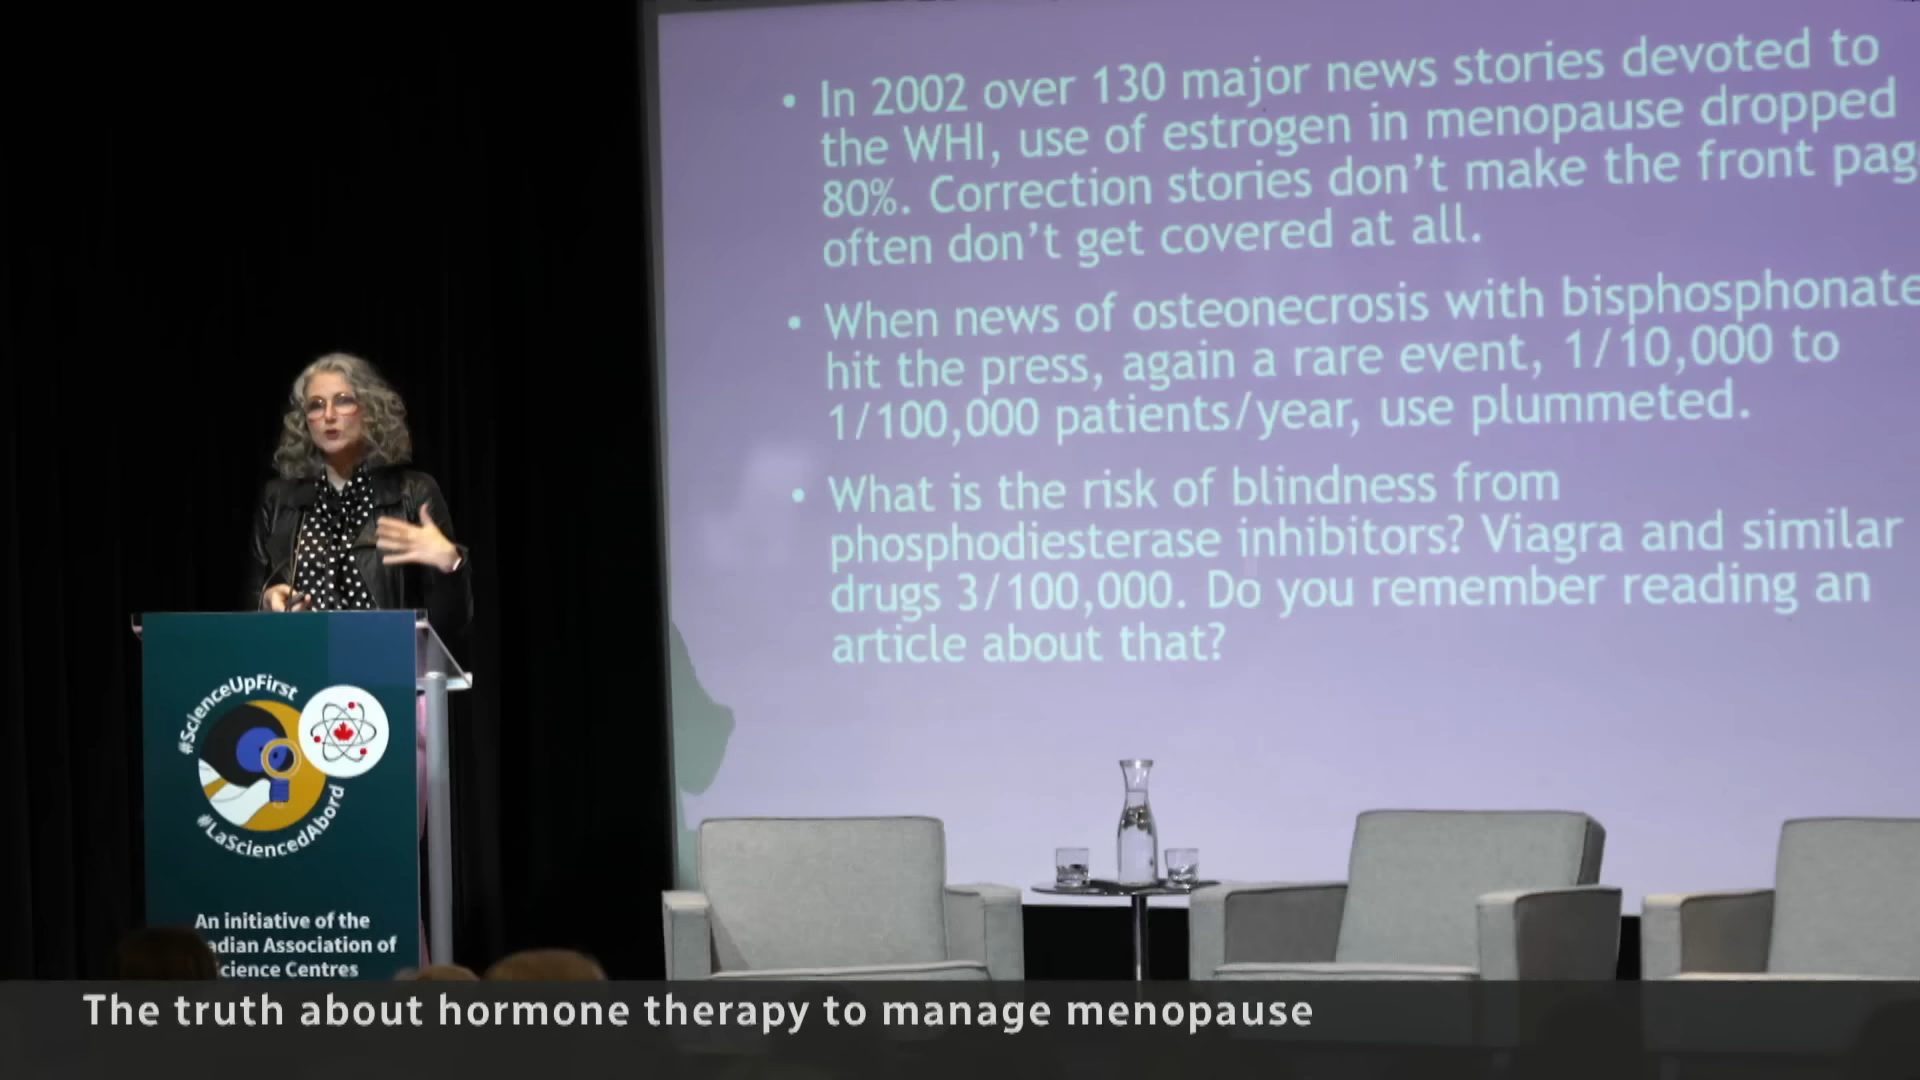 • In 2002 over 130 major news stories devoted to
the WHI, use of estrogen in menopause dropped
80%. Correction stories don't make the front pag
often don't get covered at all.
• When news of osteonecrosis with bisphosphonate
hit the press, again a rare event, 1/10,000 to
1/100,000 patients/year, use plummeted.
• What is the risk of blindness from
phosphodiesterase inhibitors? Viagra and similar
drugs 3/100,000. Do you remember reading an
article about that?
#ScienceUpFirst
#LaSciencedAbord
An initiative of the
adian Association of
cience Centres
The truth about hormone therapy to manage menopause